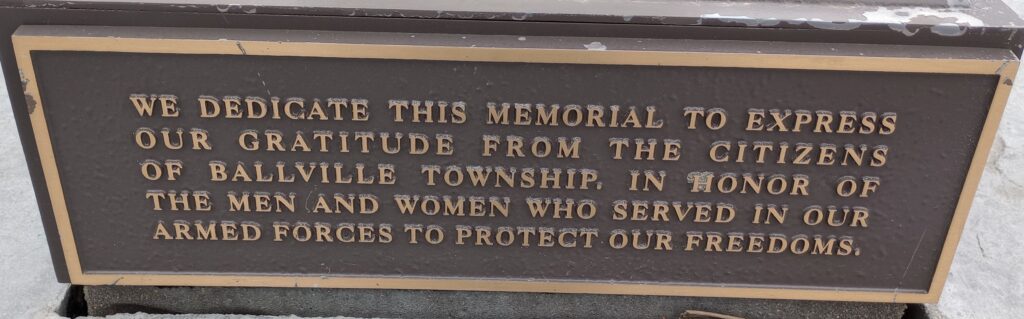 WE DEDICATE THIS MEMORIAL TO EXPRESS
OUR GRATITUDE FROM THE CITIZENS
OF BALLVILLE TOWNSHIP. IN HONOR OF
THE MEN AND WOMEN WHO SERVED IN OUR
ARMED FORCES TO PROTECT OUR FREEDOMS.